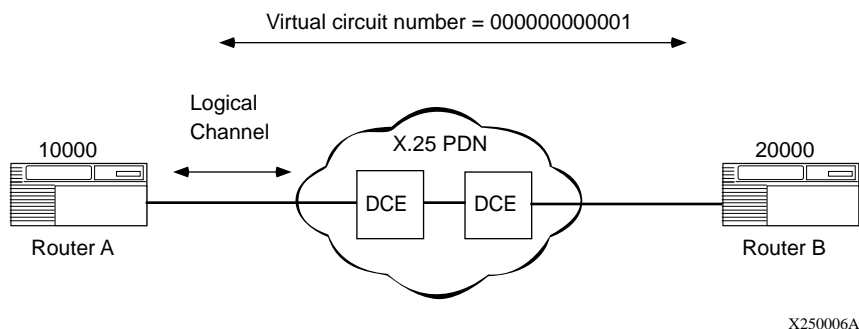 Virtual circuit number = 000000000001
Logical
Channel
X.25 PDN
10000
20000
DCE
DCE
Router A
Router B
X250006A